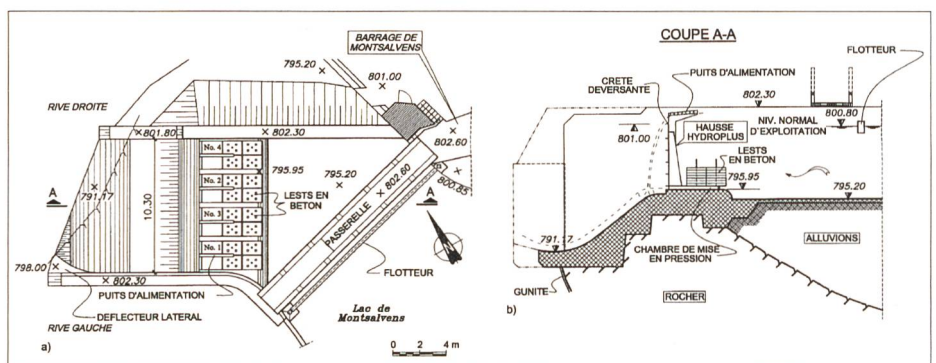 BARRAGE DE
MONTSALVENS
795.20
801.00
RIVE DROITE
801.80
802.30
802.60
No. 4
No. 2
No. 3
No. 1
795.95
795.20
LESTS
EN BETON
802.60
800.85
A
A
791.17
10.30
PASSERELLE
FLOTTEUR
798.00
802.30
PUITS D'ALIMENTATION
DEFLECTEUR LATERAL
RIVE GAUCHE
Lac de
Montsalvens
a)
0 2 4 m
COUPE A-A
FLOTTEUR
PUITS D'ALIMENTATION
CRETE
DEVERSANTE
802.30
800.80
NIV. NORMAL
D'EXPLOITATION
801.00
HAUSSE
HYDROPLUS
LESTS
EN BETON
795.95
795.20
791.17
CHAMBRE DE MISE
EN PRESSION
ALLUVIONS
GUNITE
ROCHER
b)